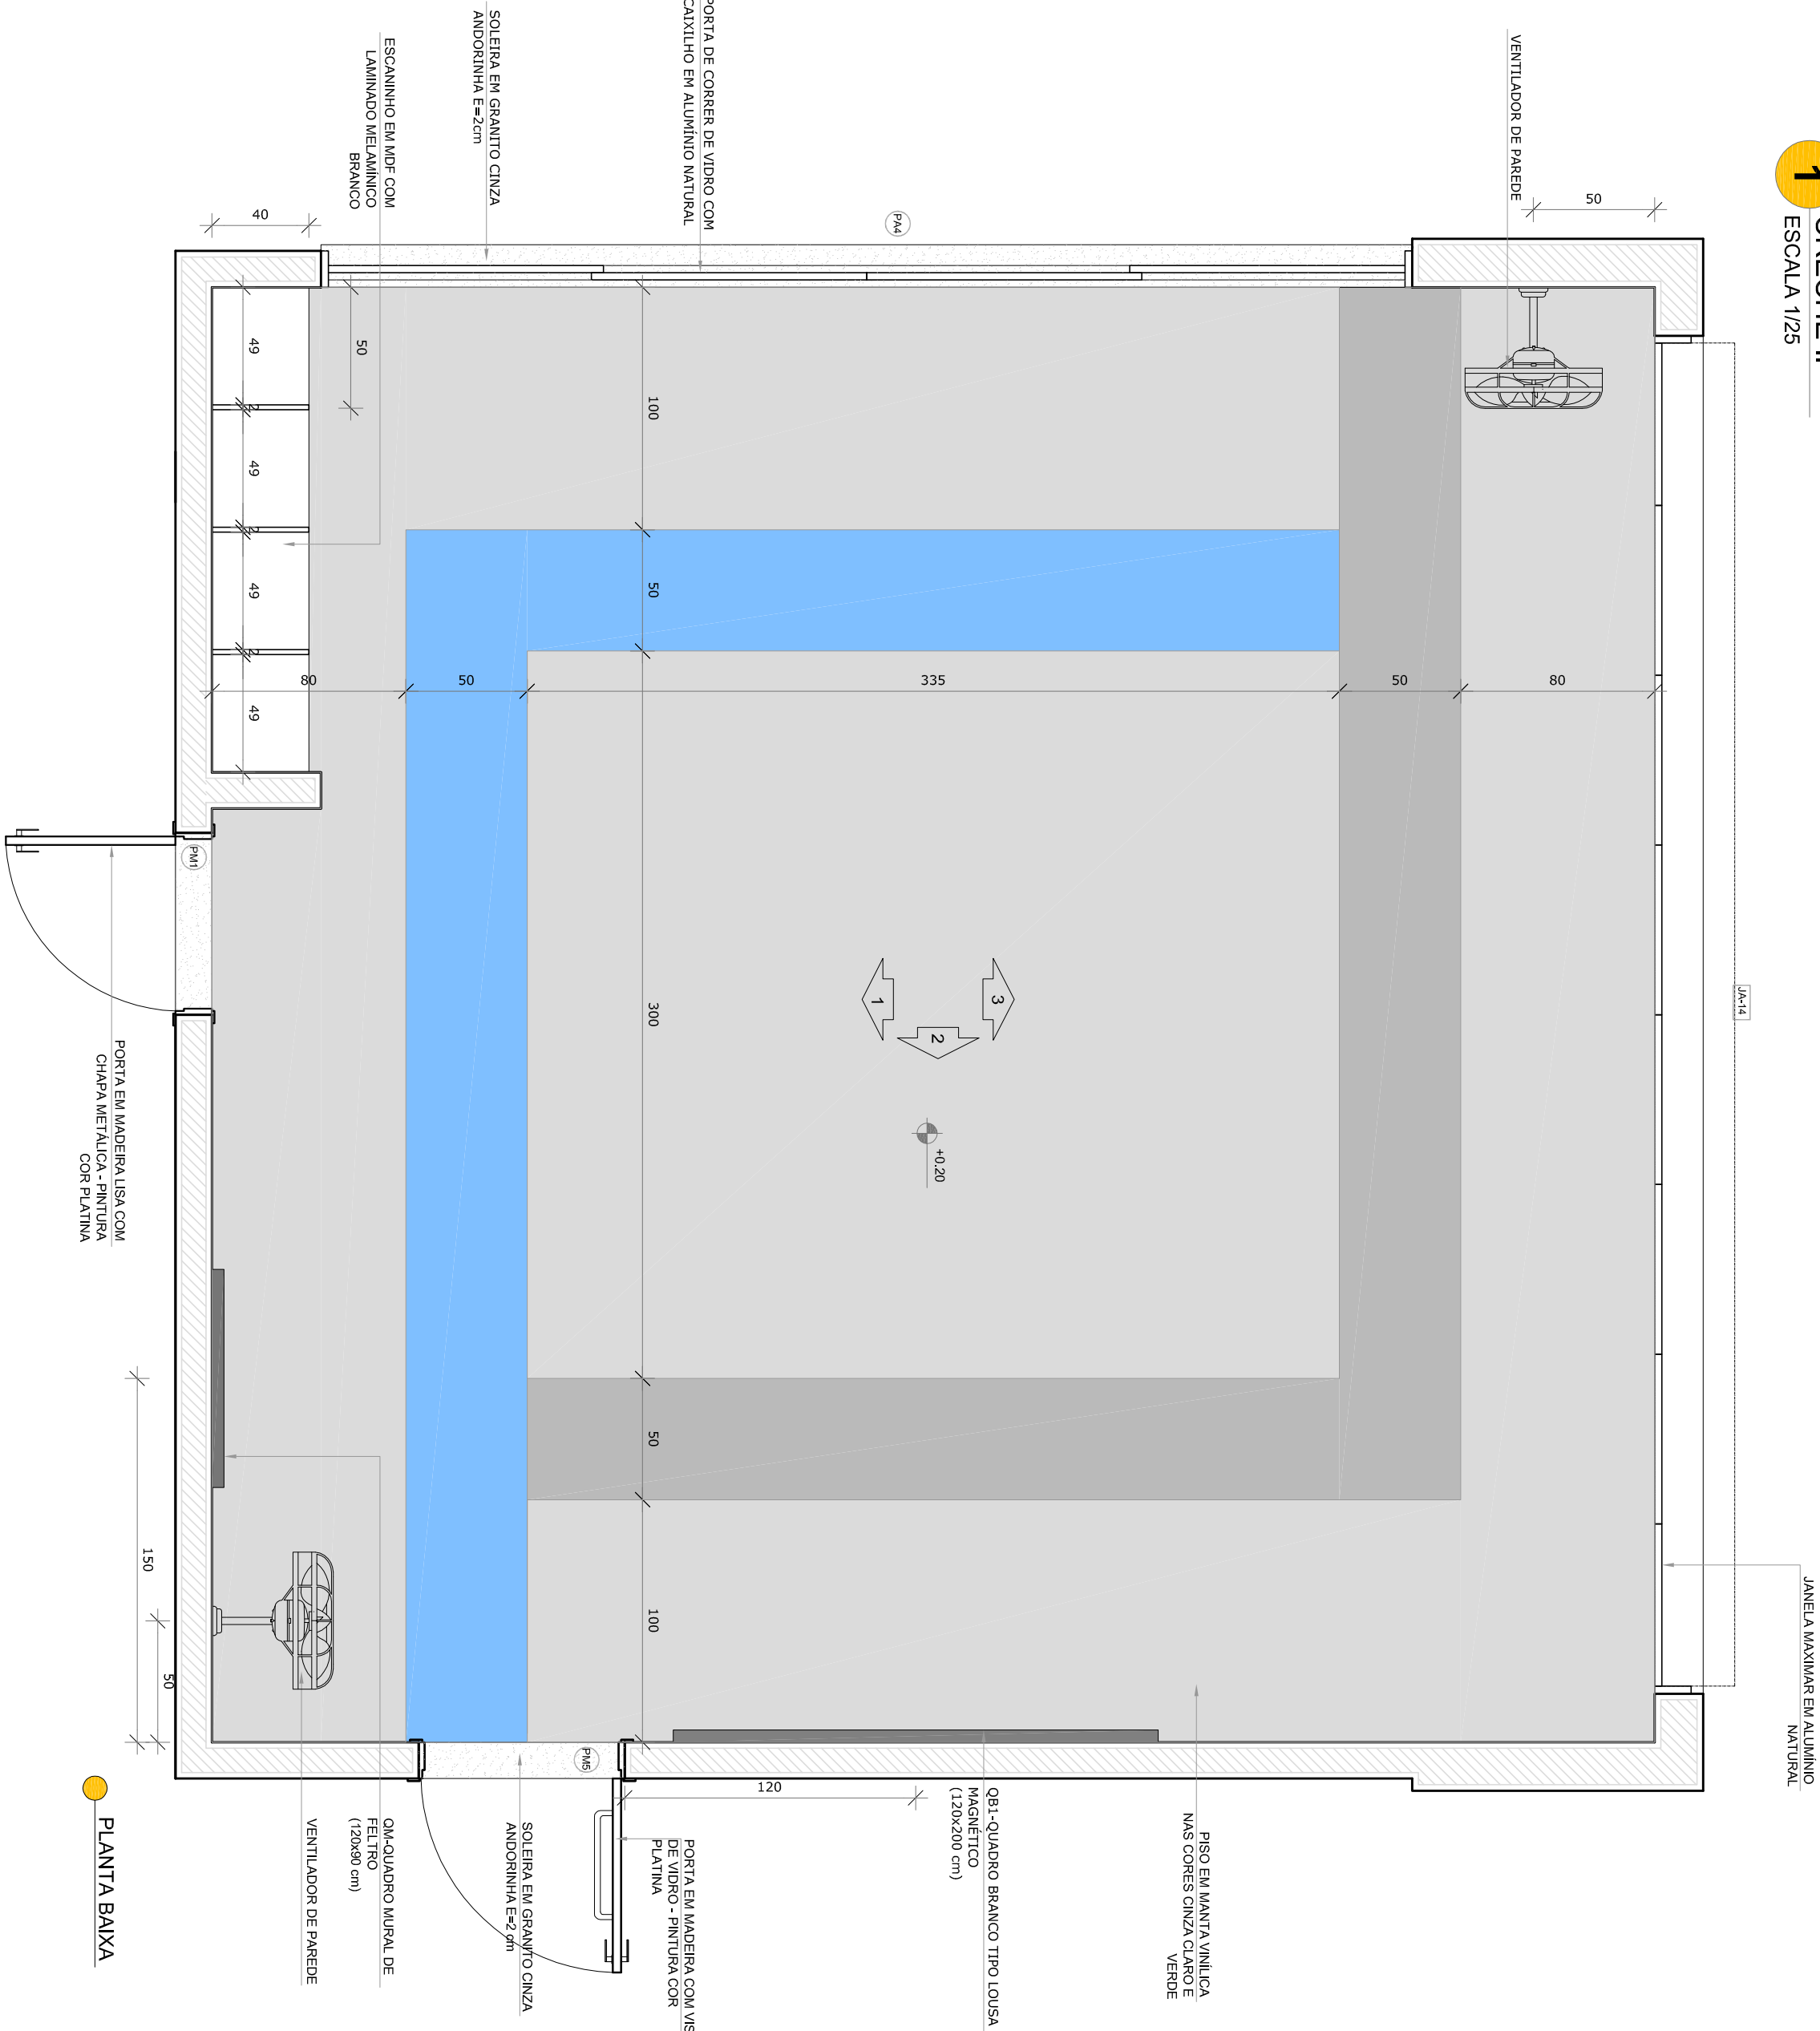 1
ESCALA 1/25
VENTILADOR DE PAREDE
50
PORTA DE CORRER DE VIDRO COM
CAIXILHO EM ALUMÍNIO NATURAL
SOLEIRA EM GRANITO CINZA
ANDORINHA E=2cm
ESCANINHO EM MDF COM
LAMINADO MELAMÍNICO
BRANCO
40
PA4
JA-14
JANELA MAXIMAR EM ALUMÍNIO
NATURAL
49
2
49
2
49
2
49
50
100
50
300
50
100
80
50
335
50
80
1
2
3
+0.20
PM1
PORTA EM MADEIRA LISA COM
CHAPA METÁLICA - PINTURA
COR PLATINA
150
50
PM5
120
PISO EM MANTA VINÍLICA
NAS CORES CINZA CLARO E
VERDE
QB1-QUADRO BRANCO TIPO LOUSA
MAGNÉTICO
(120x200 cm)
PORTA EM MADEIRA COM VIS
DE VIDRO - PINTURA COR
PLATINA
SOLEIRA EM GRANITO CINZA
ANDORINHA E=2 cm
QM-QUADRO MURAL DE
FELTRO
(120x90 cm)
VENTILADOR DE PAREDE
PLANTA BAIXA